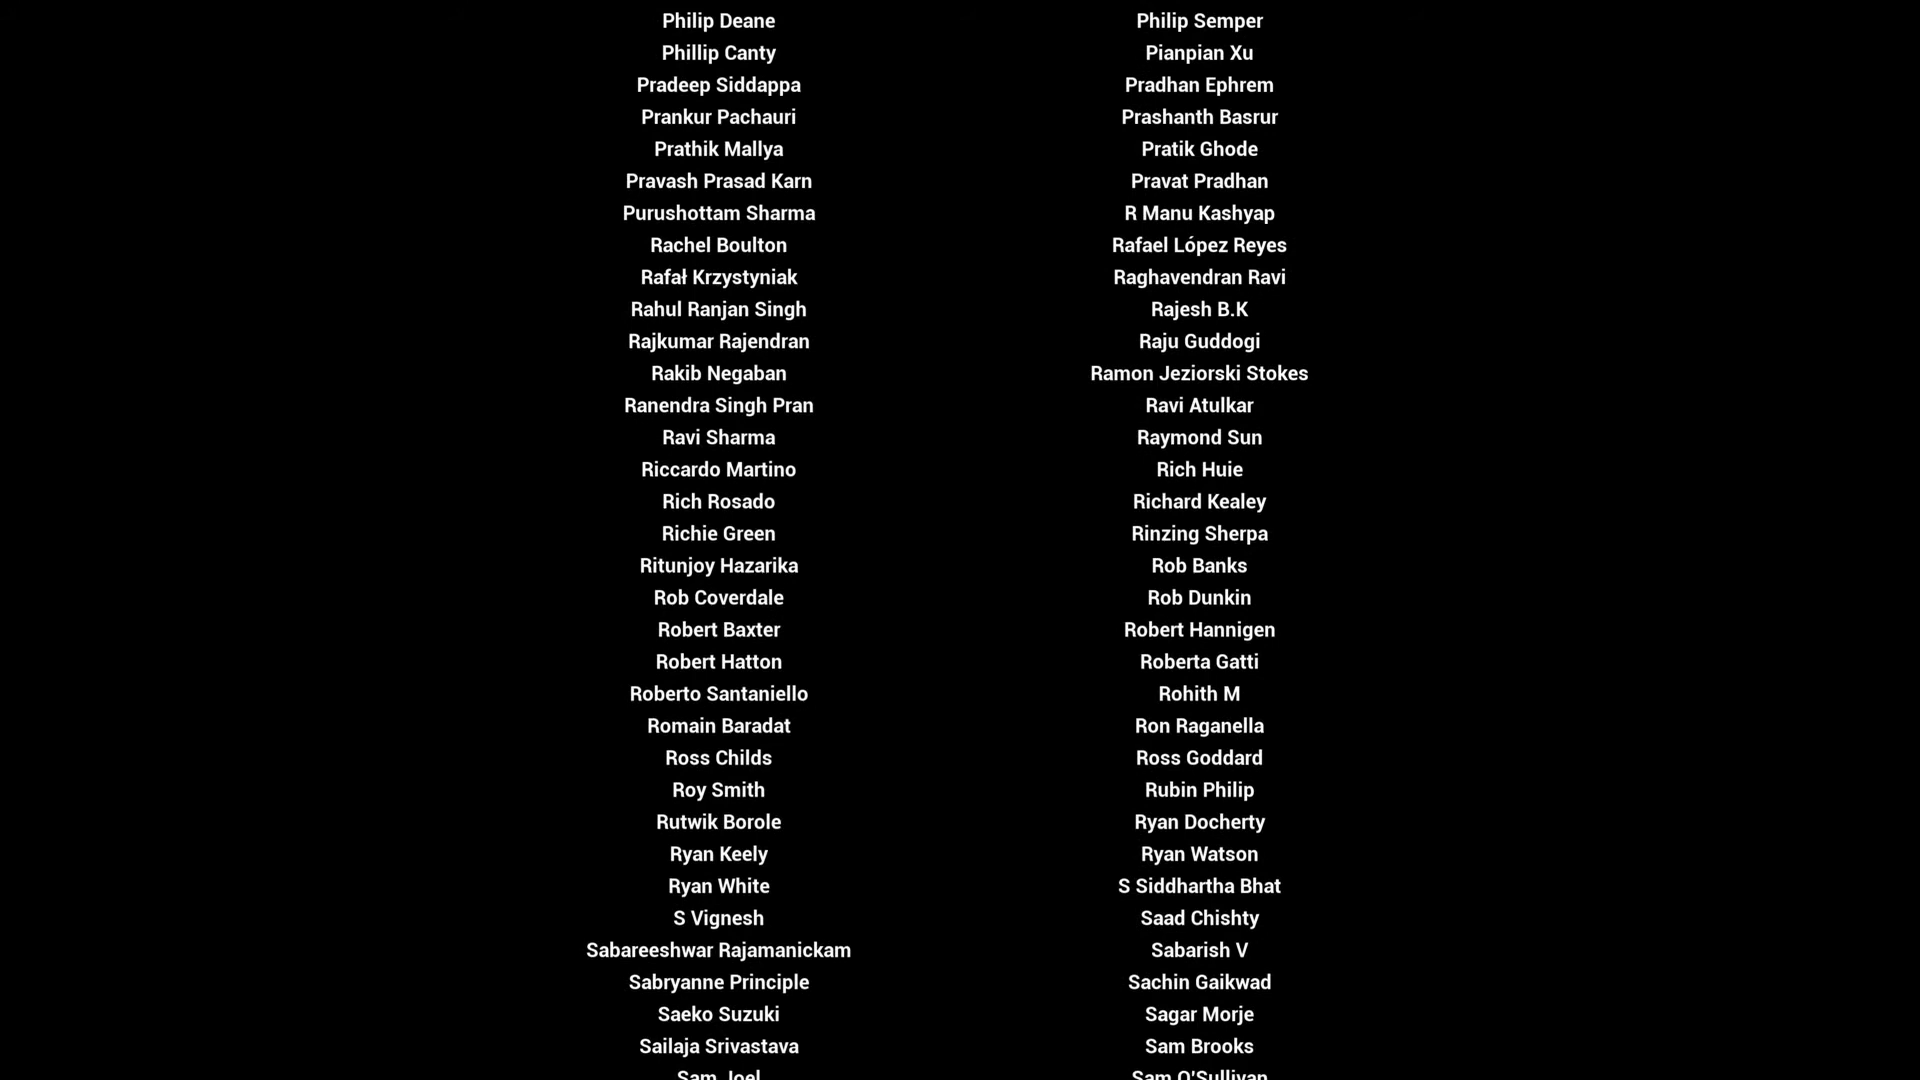 Philip Deane Philip Semper
Phillip Canty Pianpian Xu
Pradeep Siddappa Pradhan Ephrem
Prankur Pachauri Prashanth Basrur
Prathik Mallya Pratik Ghode
Pravash Prasad Karn Pravat Pradhan
Purushottam Sharma R Manu Kashyap
Rachel Boulton Rafael López Reyes
Rafał Krzystyniak Raghavendran Ravi
Rahul Ranjan Singh Rajesh B.K
Rajkumar Rajendran Raju Guddogi
Rakib Negaban Ramon Jeziorski Stokes
Ranendra Singh Pran Ravi Atulkar
Ravi Sharma Raymond Sun
Riccardo Martino Rich Huie
Rich Rosado Richard Kealey
Richie Green Rinzing Sherpa
Ritunjoy Hazarika Rob Banks
Rob Coverdale Rob Dunkin
Robert Baxter Robert Hannigen
Robert Hatton Roberta Gatti
Roberto Santaniello Rohith M
Romain Baradat Ron Raganella
Ross Childs Ross Goddard
Roy Smith Rubin Philip
Rutwik Borole Ryan Docherty
Ryan Keely Ryan Watson
Ryan White S Siddhartha Bhat
S Vignesh Saad Chishty
Sabareeshwar Rajamanickam Sabarish V
Sabryanne Principle Sachin Gaikwad
Saeko Suzuki Sagar Morje
Sailaja Srivastava Sam Brooks
Sam Joel Sam O'Sullivan